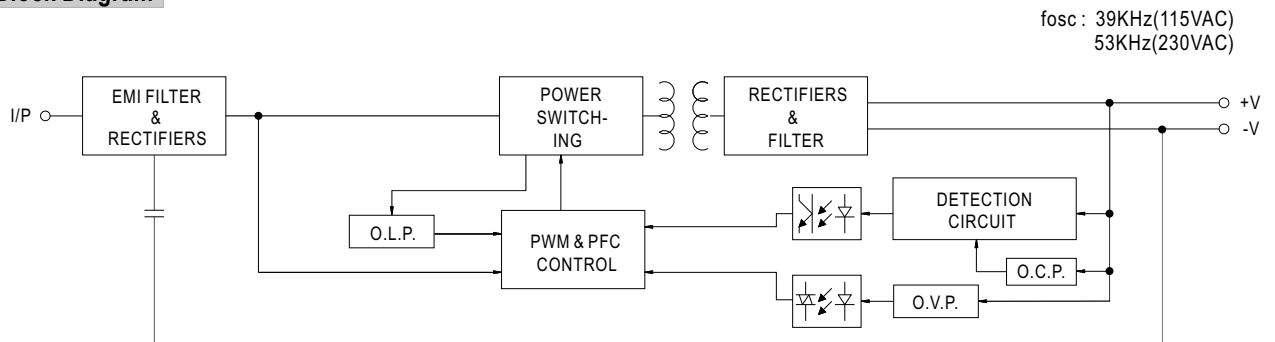 Block Diagram
fosc : 39KHz(115VAC)
53KHz(230VAC)
I/P
EMI FILTER
&
RECTIFIERS
POWER
SWITCH-
ING
RECTIFIERS
&
FILTER
+V
-V
O.L.P.
PWM & PFC
CONTROL
DETECTION
CIRCUIT
O.C.P.
O.V.P.